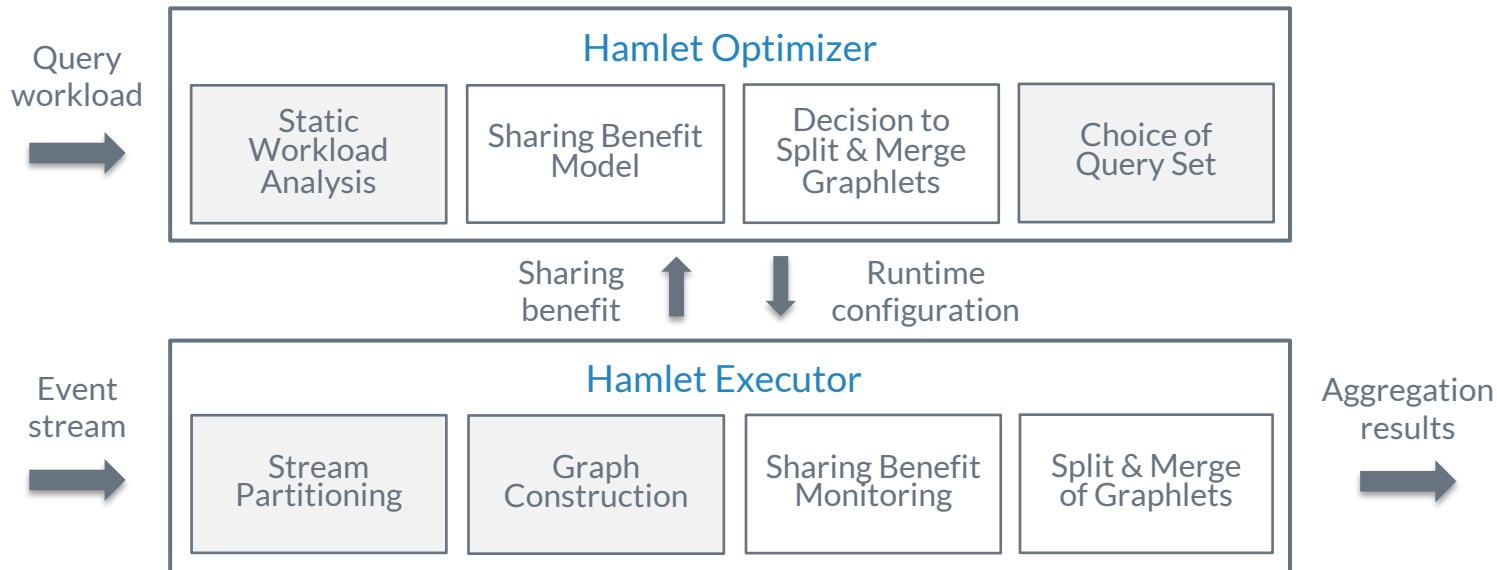 Hamlet Optimizer
Query
workload
Static
Workload
Analysis
Sharing Benefit
Model
Decision to
Split & Merge
Graphlets
Choice of
Query Set
Sharing
benefit
Runtime
configuration
Hamlet Executor
Event
stream
Stream
Partitioning
Graph
Construction
Sharing Benefit
Monitoring
Split & Merge
of Graphlets
Aggregation
results